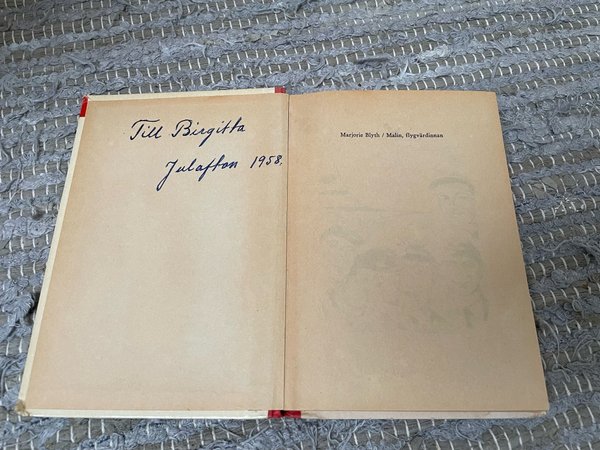 Till Birgitta
Julafton 1958.
Marjorie Blyth / Malin, flygvärdinnan